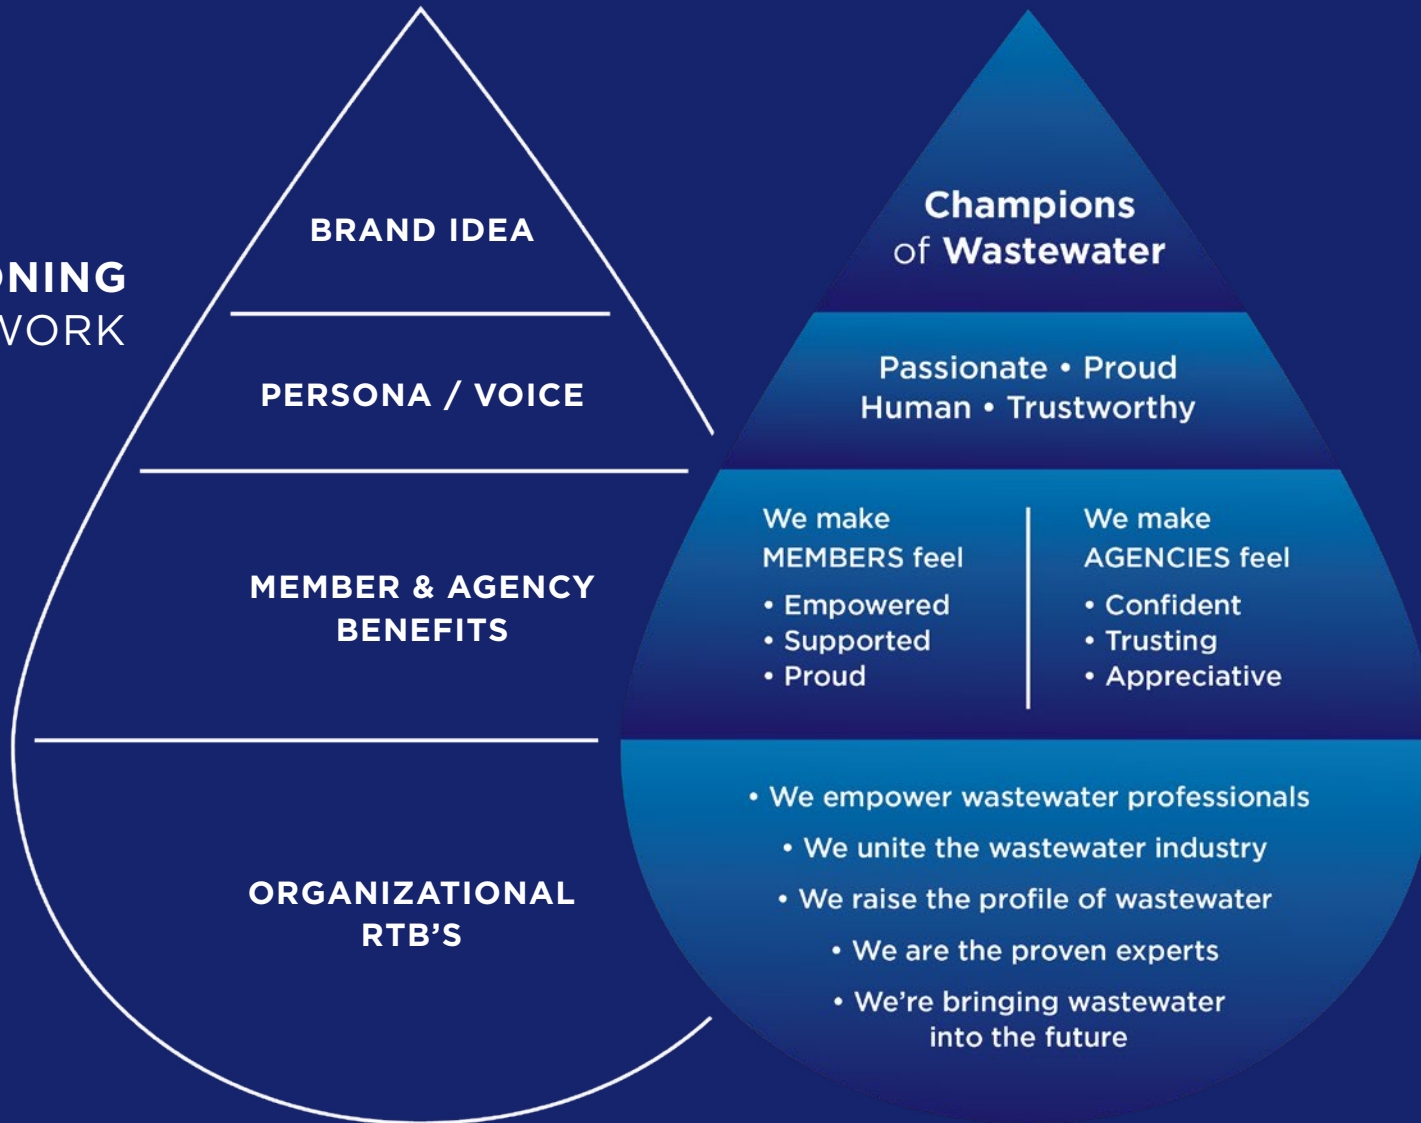 ONING
WORK
BRAND IDEA
PERSONA / VOICE
MEMBER & AGENCY
BENEFITS
ORGANIZATIONAL
RTB’S
Champions
of Wastewater
Passionate • Proud
Human • Trustworthy
We make
MEMBERS feel
• Empowered
• Supported
• Proud
We make
AGENCIES feel
• Confident
• Trusting
• Appreciative
• We empower wastewater professionals
• We unite the wastewater industry
• We raise the profile of wastewater
• We are the proven experts
• We’re bringing wastewater
into the future